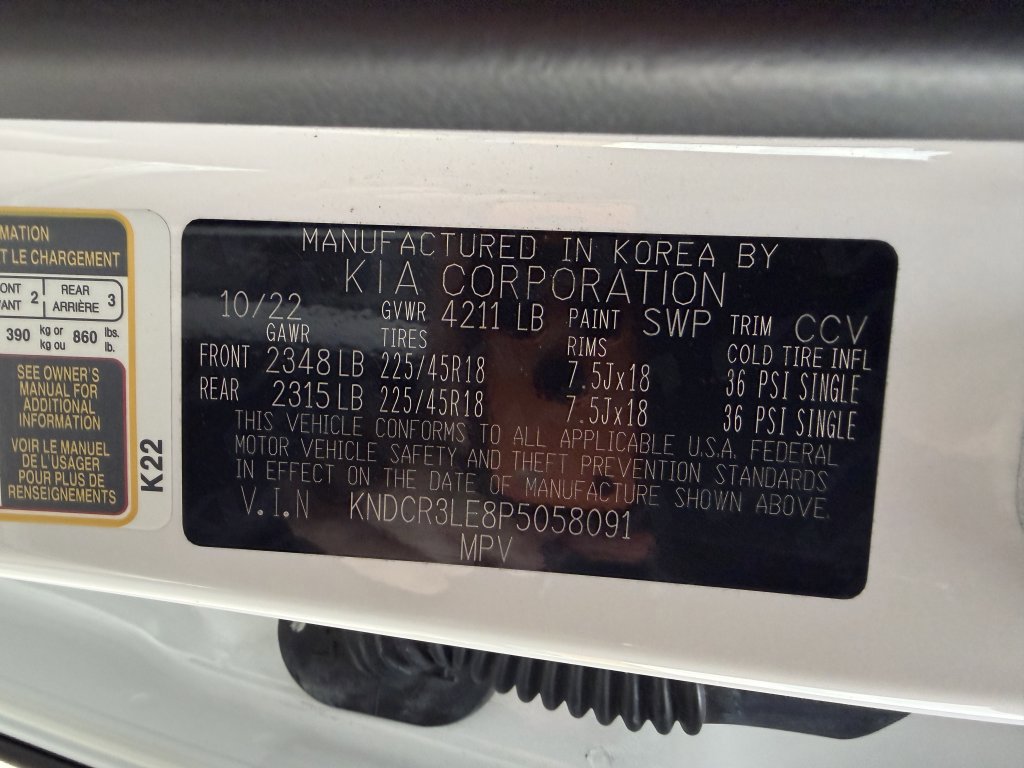 MATION
T LE CHARGEMENT
ONT 2 REAR 3
ANT ARRIÈRE
390 kg or 860 lbs.
kg ou lb.
SEE OWNER'S
MANUAL FOR
ADDITIONAL
INFORMATION
VOIR LE MANUEL
DE L'USAGER
POUR PLUS DE
RENSEIGNEMENTS
K22
MANUFACTURED IN KOREA BY
KIA CORPORATION
10/22 GVWR 4211 LB PAINT SWP TRIM CCV
GAWR TIRES RIMS COLD TIRE INFL
FRONT 2348 LB 225/45R18 7.5Jx18 36 PSI SINGLE
REAR 2315 LB 225/45R18 7.5Jx18 36 PSI SINGLE
THIS VEHICLE CONFORMS TO ALL APPLICABLE U.S.A. FEDERAL
MOTOR VEHICLE SAFETY AND THEFT PREVENTION STANDARDS
IN EFFECT ON THE DATE OF MANUFACTURE SHOWN ABOVE.
V.I.N KNDCR3LE8P5058091
MPV